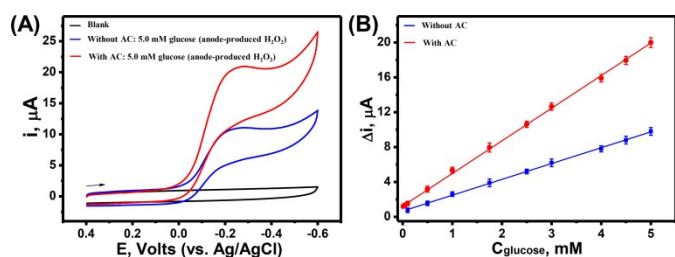 (A)
Blank
Without AC: 5.0 mM glucose (anode-produced H₂O₂)
With AC: 5.0 mM glucose (anode-produced H₂O₂)
i, μA
25
20
15
10
5
0
0.4 0.2 0.0 -0.2 -0.4 -0.6
E, Volts (vs. Ag/AgCl)
(B)
Without AC
With AC
Δi, μA
20
16
12
8
4
0
0 1 2 3 4 5
Cglucose, mM